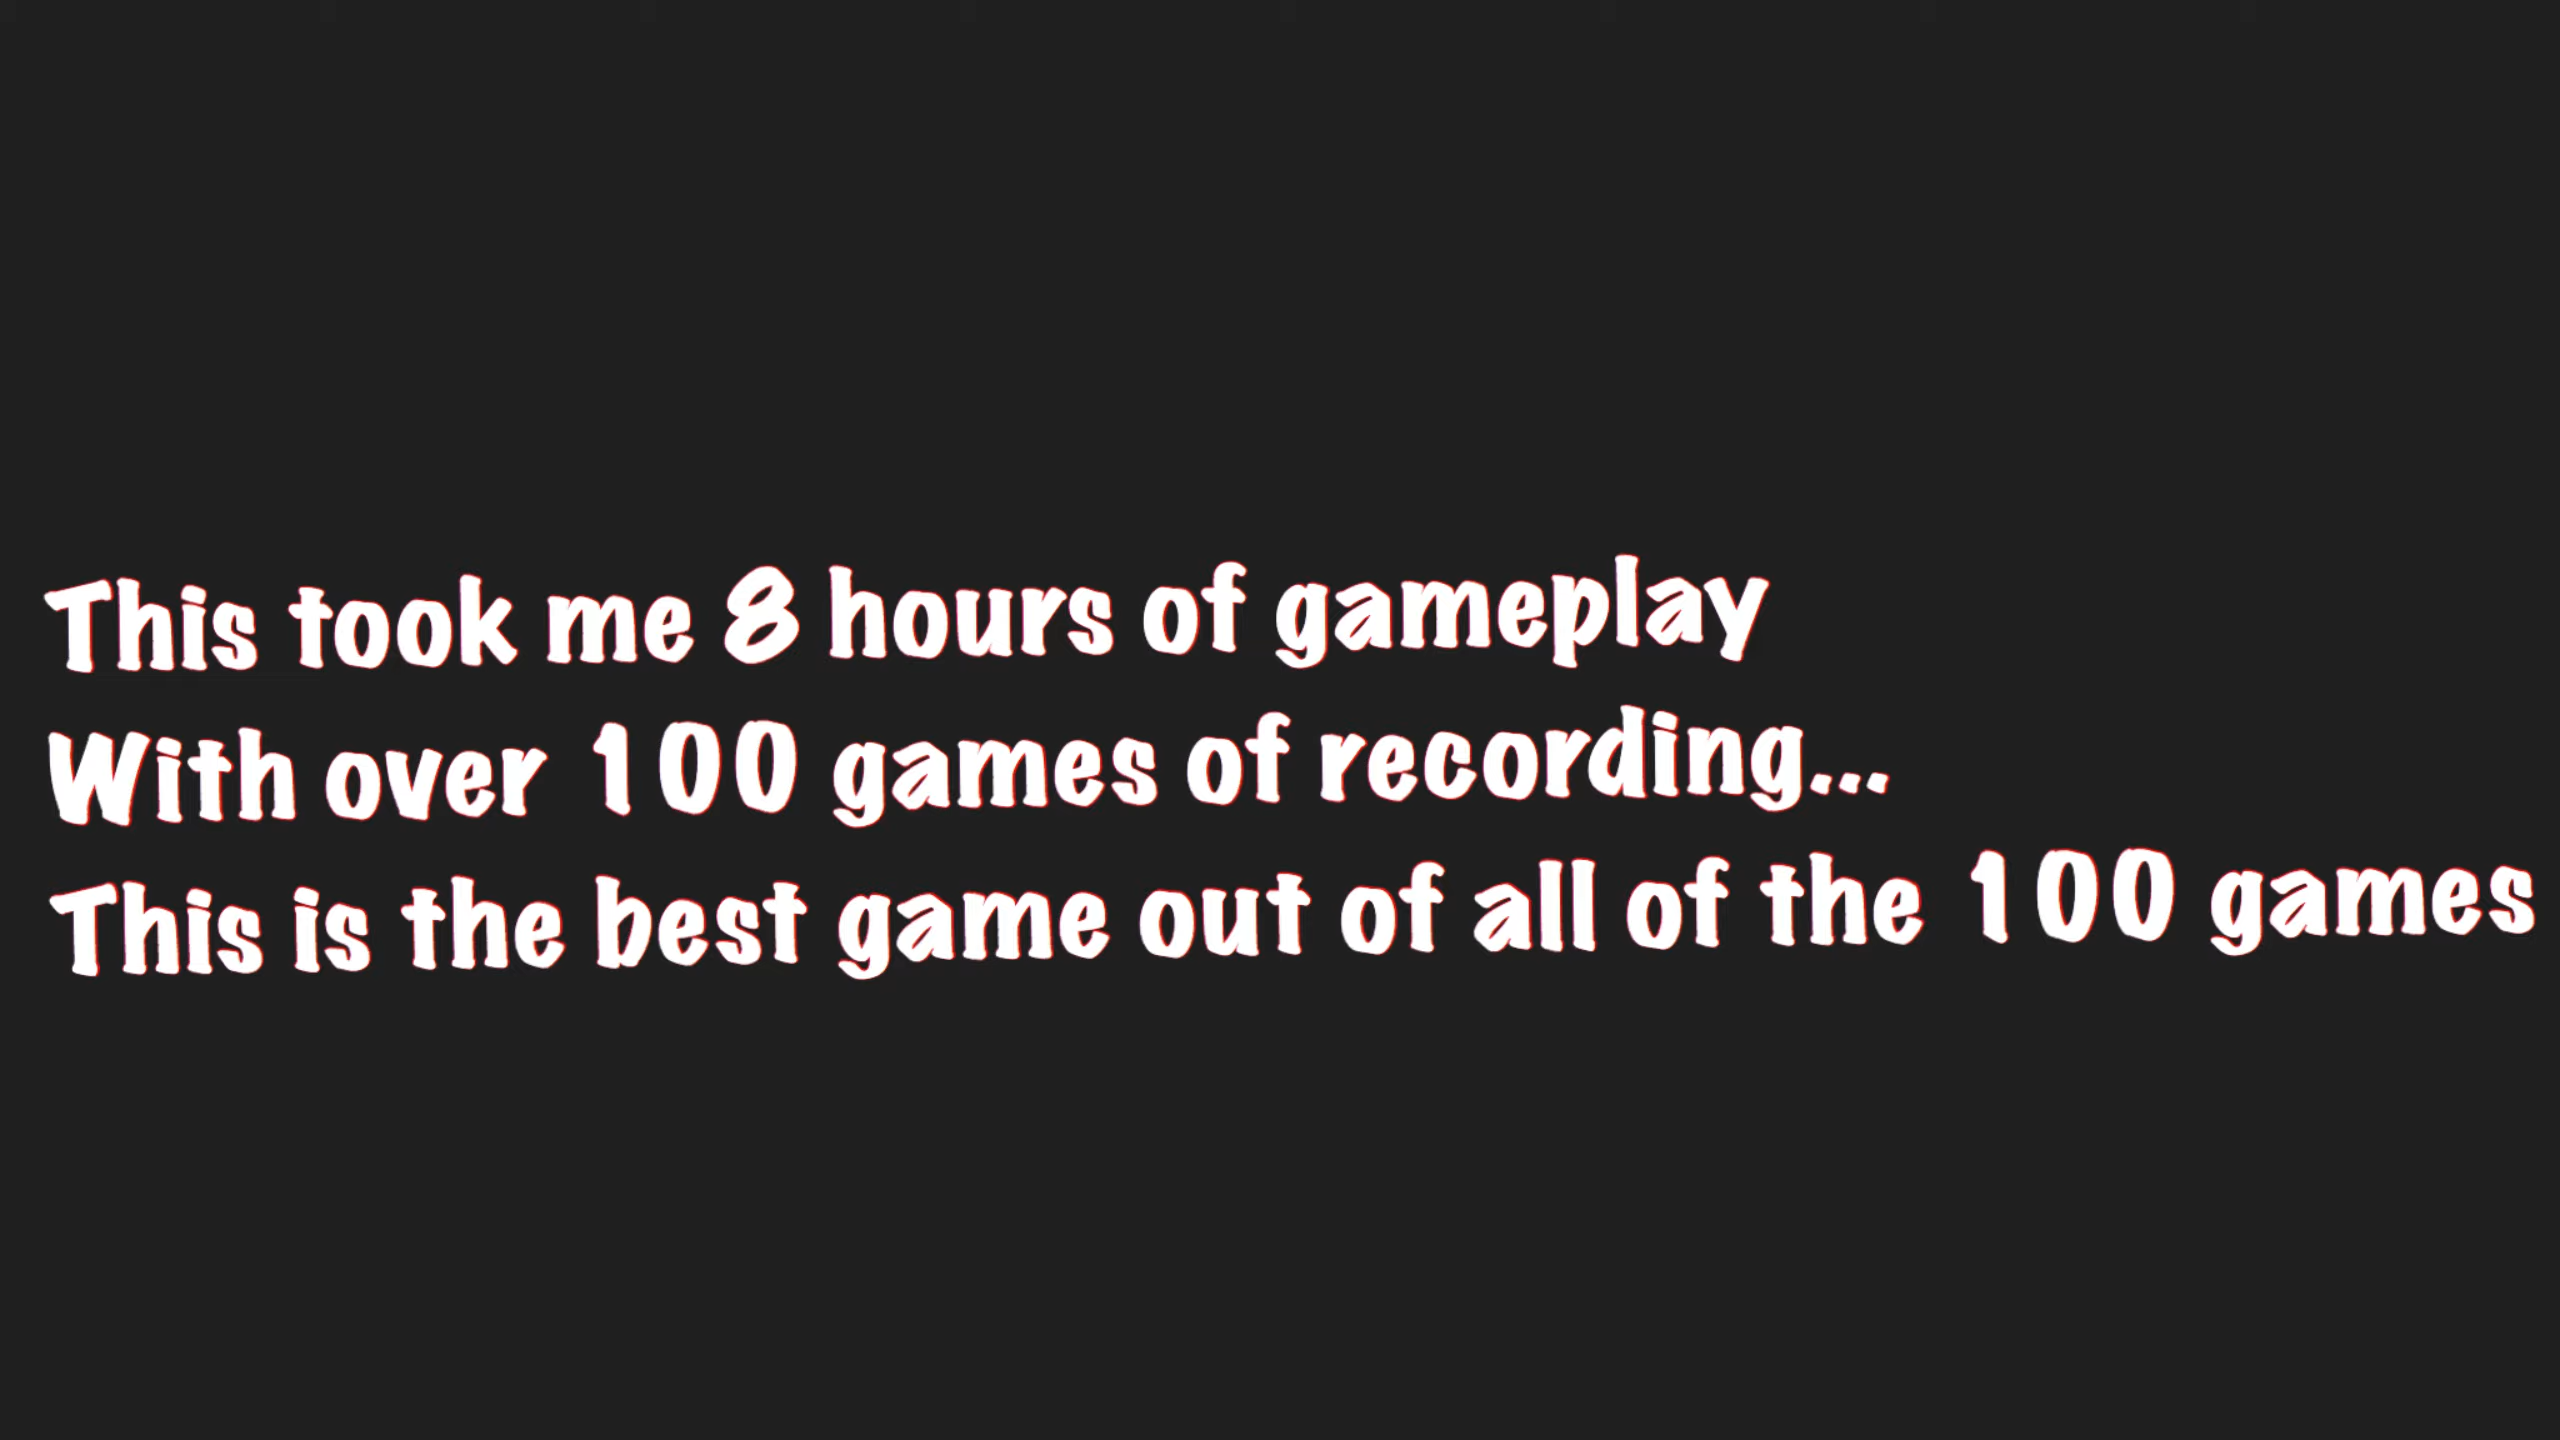 This took me 8 hours of gameplay
With over 100 games of recording...
This is the best game out of all of the 100 games